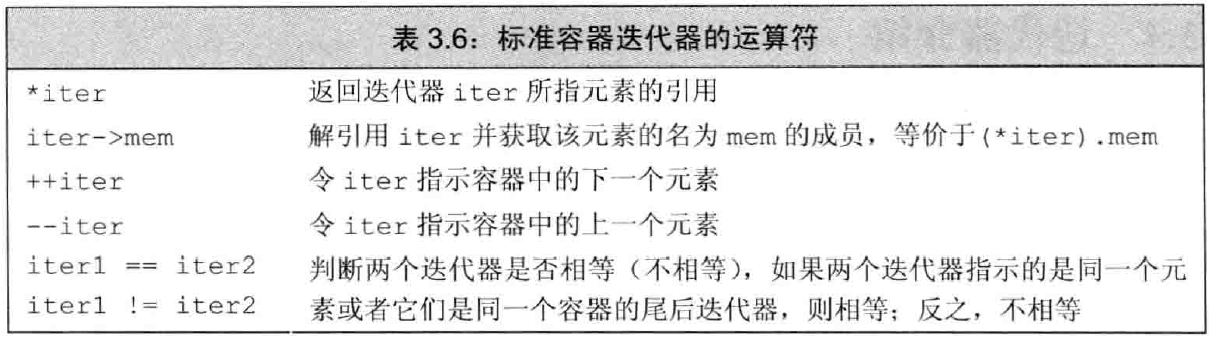 表 3.6：标准容器迭代器的运算符
*iter 返回迭代器 iter 所指元素的引用
iter->mem 解引用 iter 并获取该元素的名为 mem 的成员，等价于(*iter).mem
++iter 令 iter 指示容器中的下一个元素
--iter 令 iter 指示容器中的上一个元素
iter1 == iter2 判断两个迭代器是否相等（不相等），如果两个迭代器指示的是同一个元
iter1 != iter2 素或者它们是同一个容器的尾后迭代器，则相等；反之，不相等